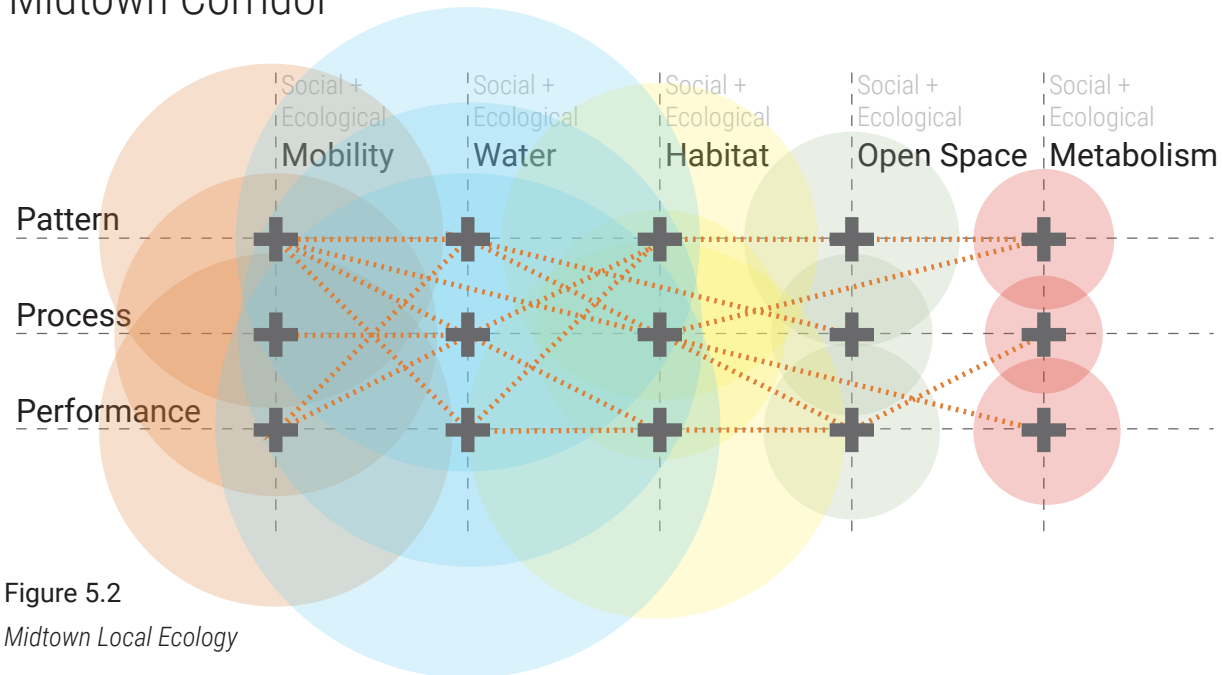 Midtown Corridor
Social +
Ecological
Mobility
Social +
Ecological
Water
Social +
Ecological
Habitat
Social +
Ecological
Open Space
Social +
Ecological
Metabolism
Pattern
Process
Performance
Figure 5.2
Midtown Local Ecology